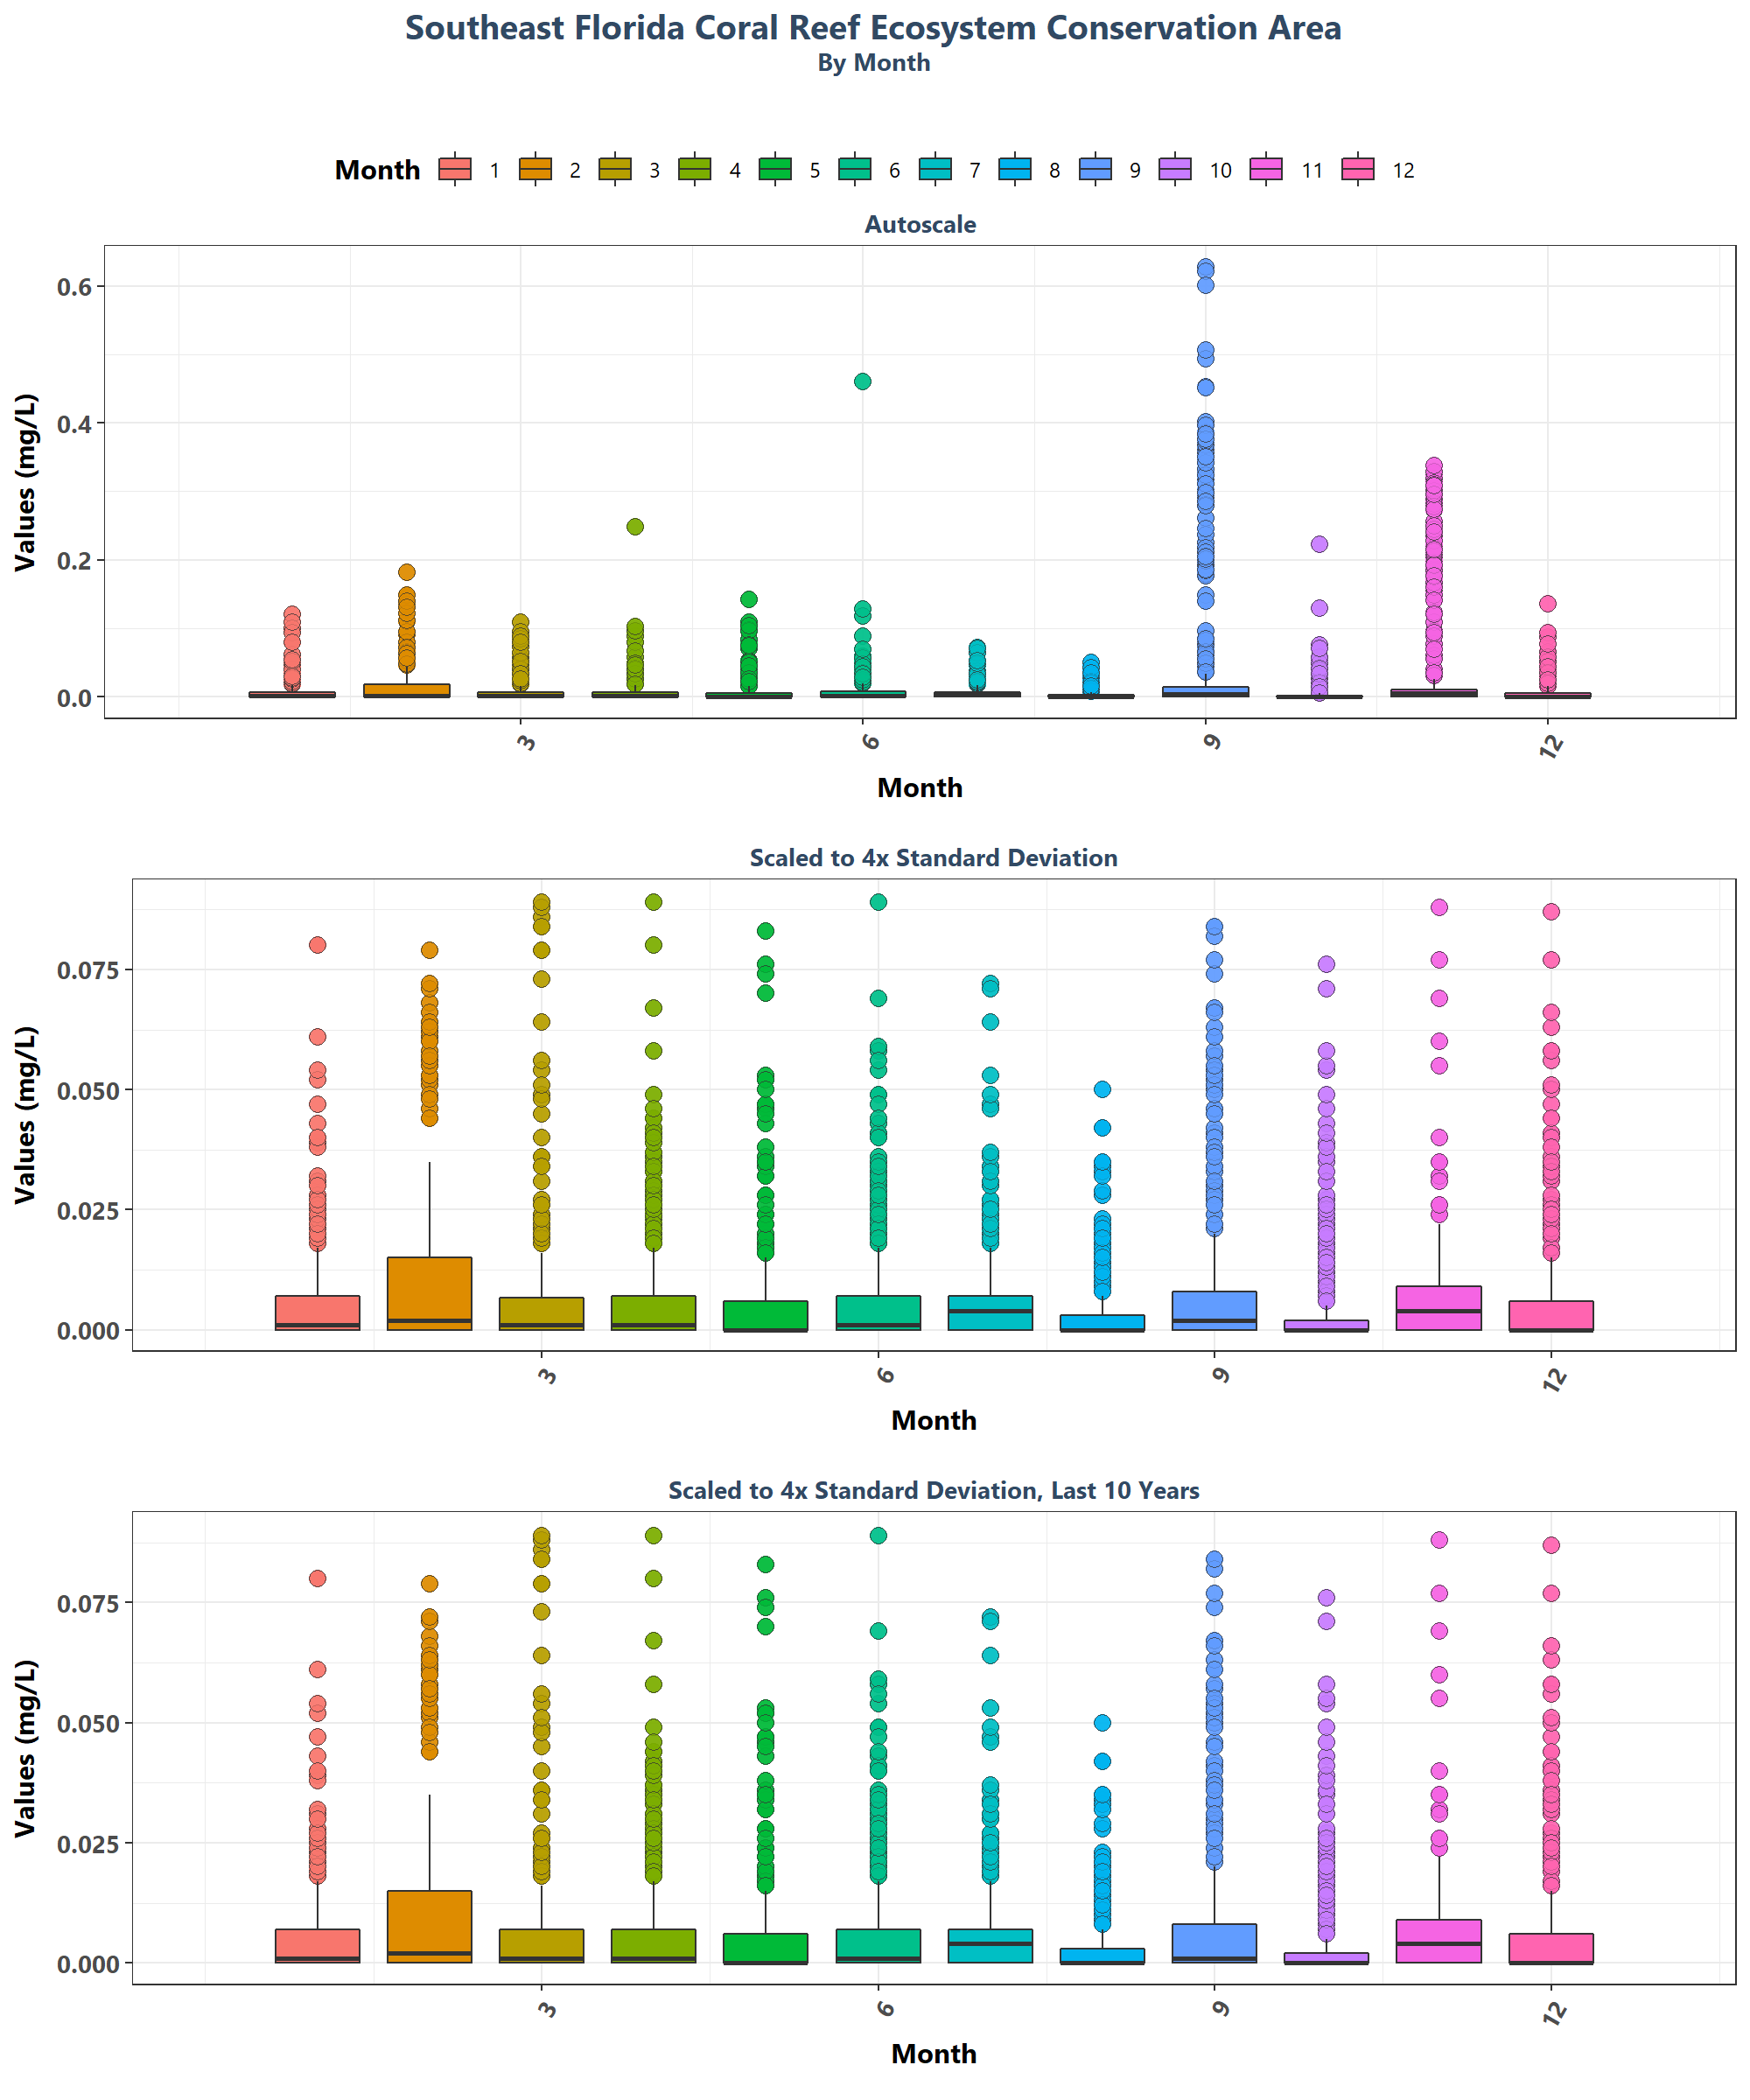 Southeast Florida Coral Reef Ecosystem Conservation Area
By Month
Month 1 2 3 4 5 6 7 8 9 10 11 12
Autoscale
Values (mg/L)
0.6
0.4
0.2
0.0
3 6 9 12
Month
Scaled to 4x Standard Deviation
Values (mg/L)
0.075
0.050
0.025
0.000
3 6 9 12
Month
Scaled to 4x Standard Deviation, Last 10 Years
Values (mg/L)
0.075
0.050
0.025
0.000
3 6 9 12
Month